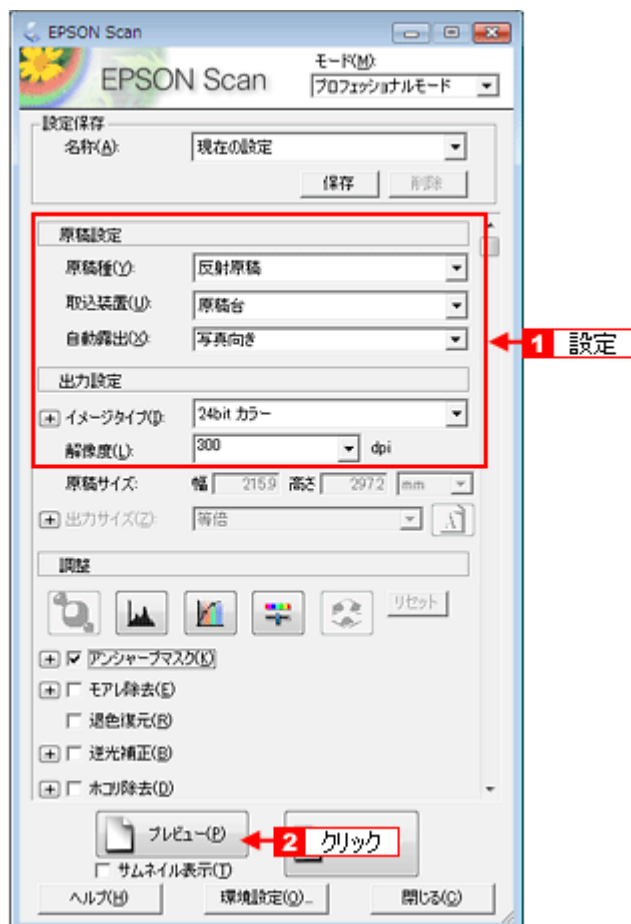 EPSON Scan
EPSON Scan
モード(M):
プロフェッショナルモード
設定保存
名称(A):
現在の設定
保存
削除
原稿設定
原稿種(Y):
反射原稿
取込装置(U):
原稿台
自動露出(X):
写真向き
1 設定
出力設定
イメージタイプ(I):
24bit カラー
解像度(L):
300
dpi
原稿サイズ:
幅 215.9 高さ 297.2 mm
出力サイズ(Z):
等倍
調整
リセット
アンシャープマスク(K)
モアレ除去(E)
退色復元(R)
逆光補正(B)
ホコリ除去(D)
プレビュー(P)
2 クリック
サムネイル表示(T)
ヘルプ(H)
環境設定(O)...
閉じる(C)